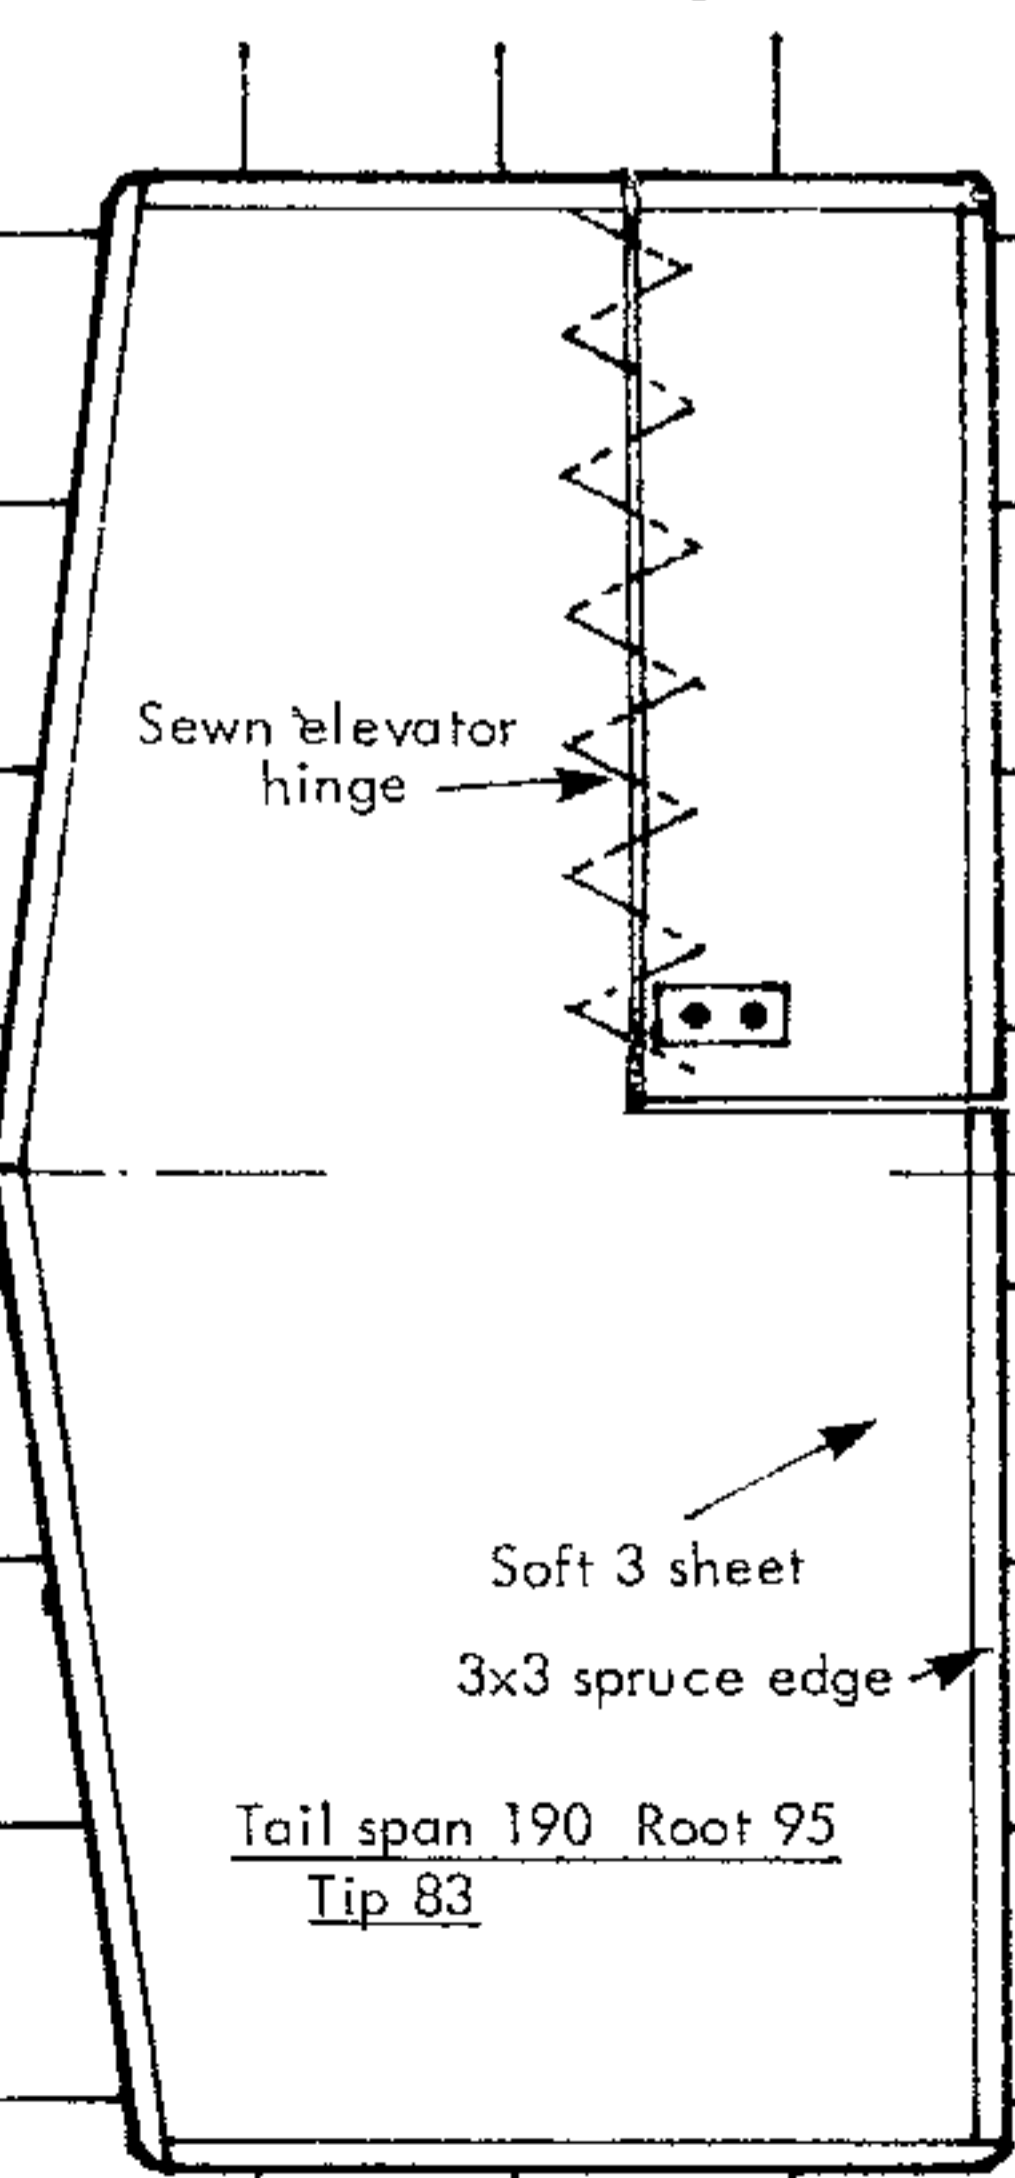 Sewn elevator
hinge
Soft 3 sheet
3x3 spruce edge
Tail span 190 Root 95
Tip 83